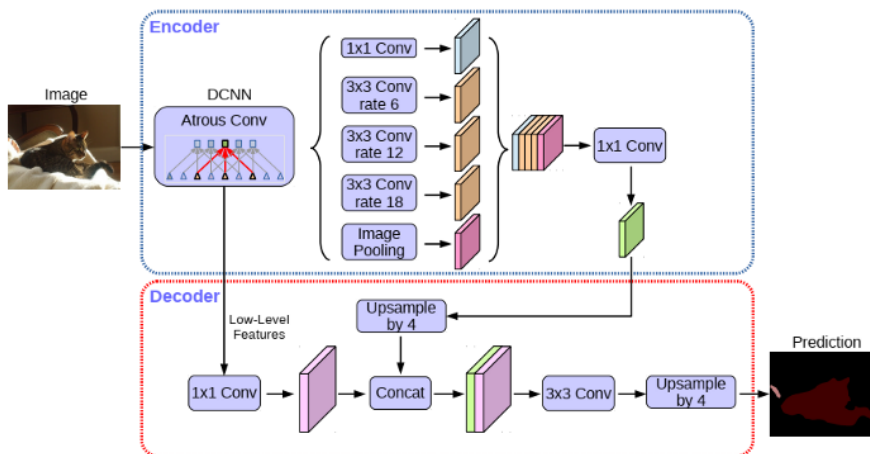 Encoder
Image
DCNN
Atrous Conv
1x1 Conv
3x3 Conv
rate 6
3x3 Conv
rate 12
3x3 Conv
rate 18
Image
Pooling
1x1 Conv
Decoder
Low-Level
Features
Upsample
by 4
1x1 Conv
Concat
3x3 Conv
Upsample
by 4
Prediction